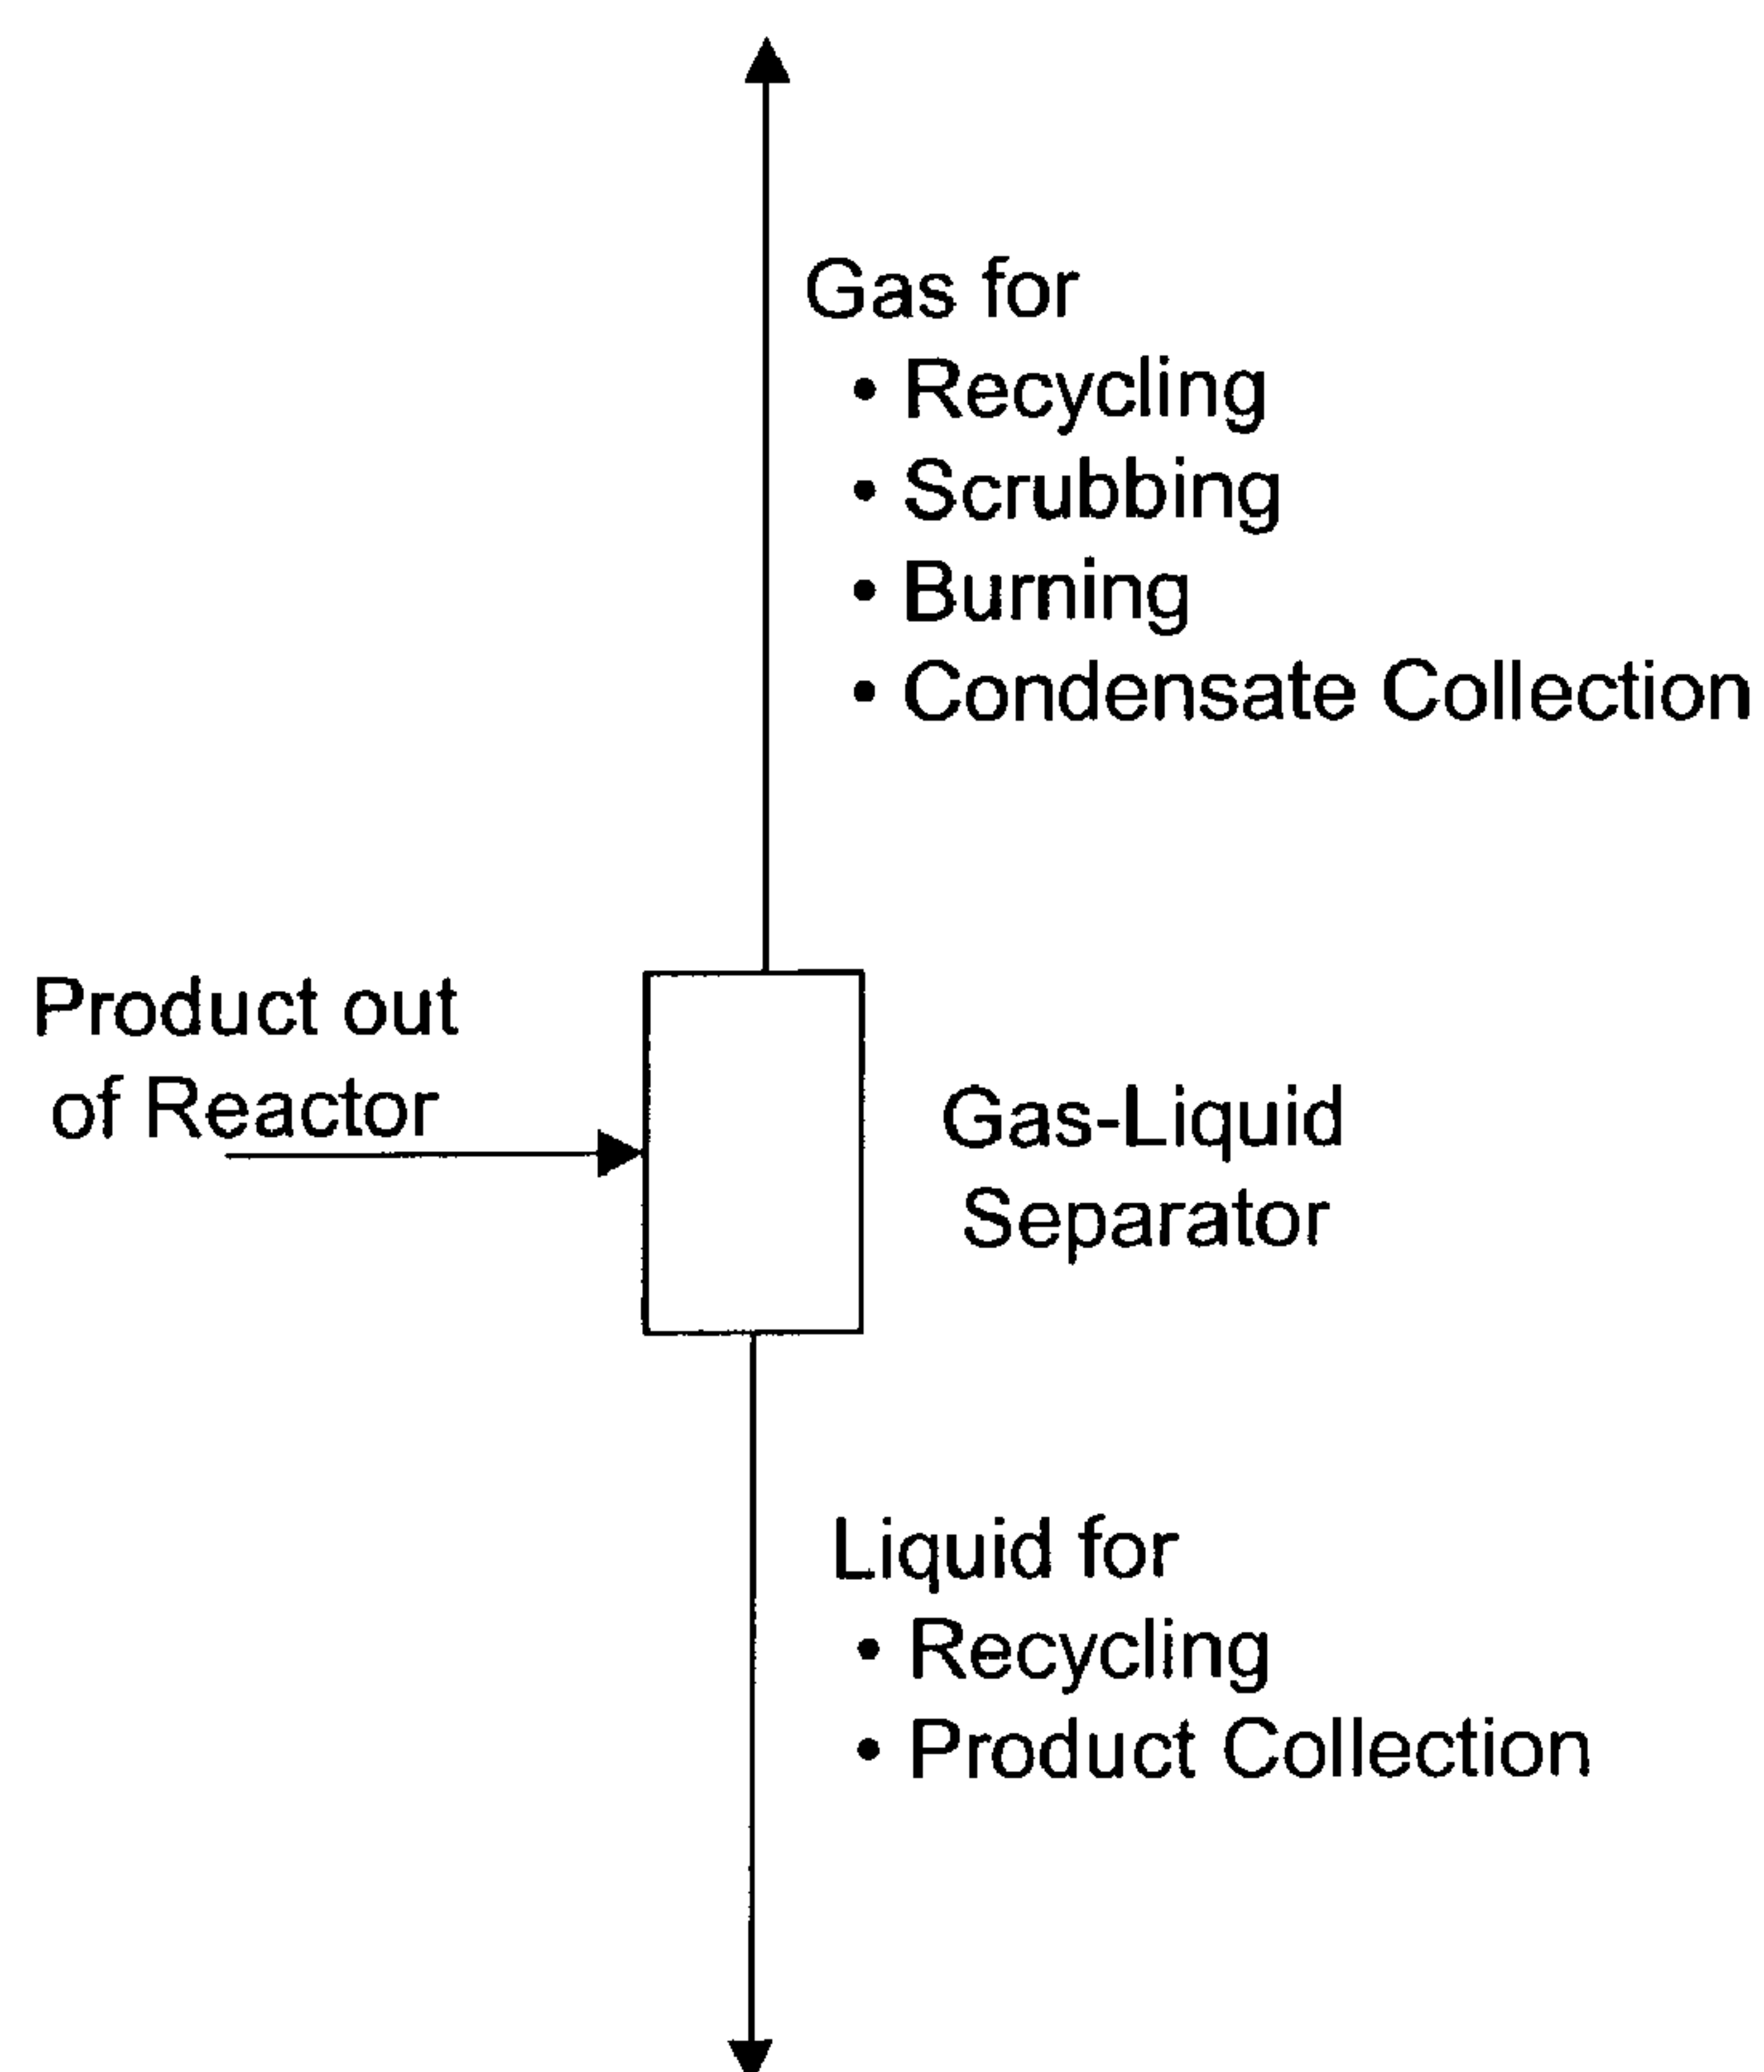 Gas for
• Recycling
• Scrubbing
• Burning
• Condensate Collection
Product out
of Reactor
Gas-Liquid
Separator
Liquid for
• Recycling
• Product Collection